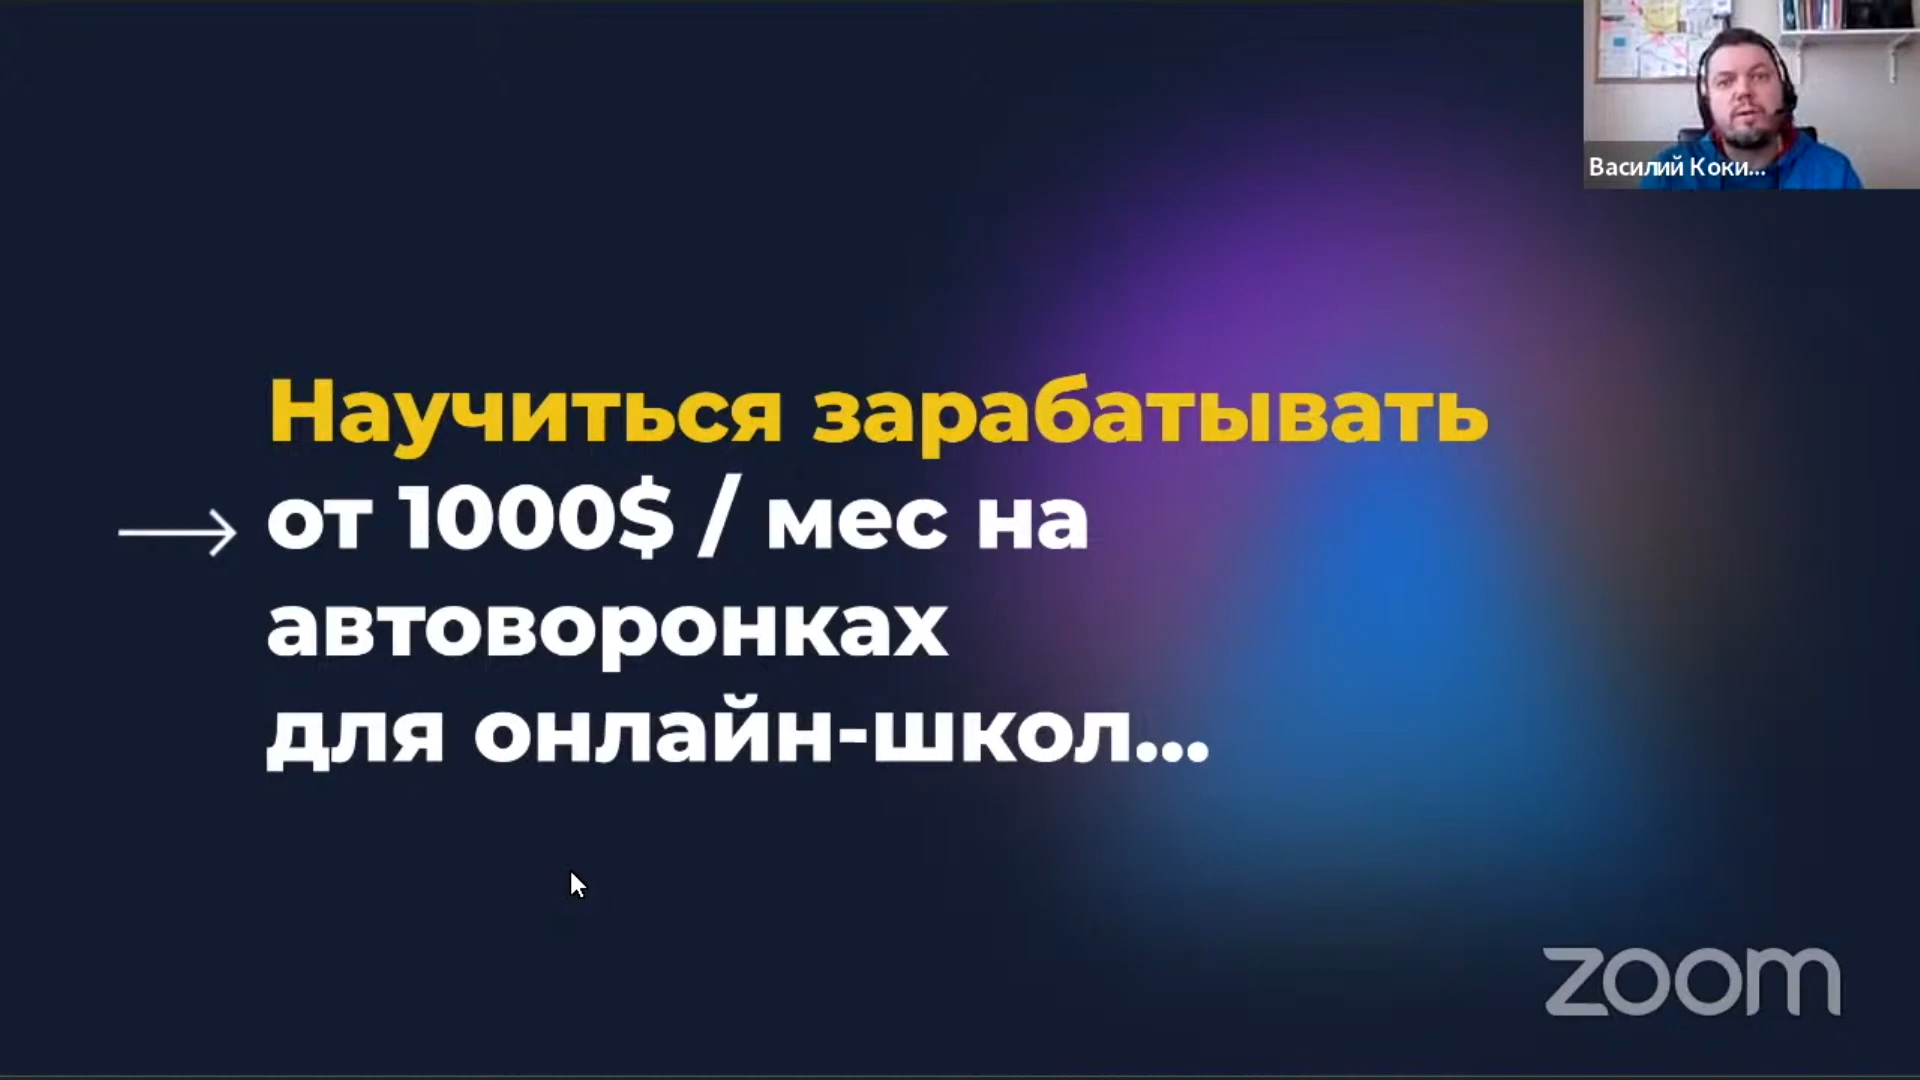 Василий Коки...
Научиться зарабатывать
от 1000$ / мес на
автоворонках
для онлайн-школ...
zoom